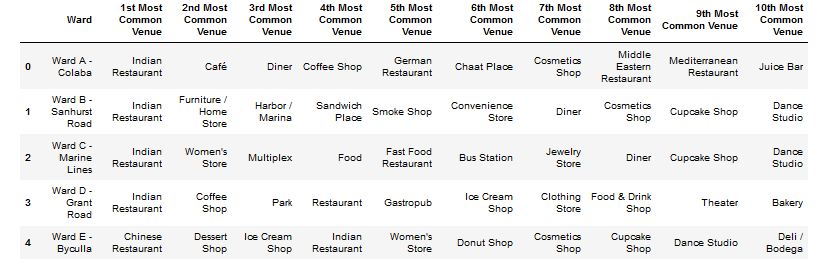 Ward 1st Most Common Venue 2nd Most Common Venue 3rd Most Common Venue 4th Most Common Venue 5th Most Common Venue 6th Most Common Venue 7th Most Common Venue 8th Most Common Venue 9th Most Common Venue 10th Most Common Venue
0 Ward A - Colaba Indian Restaurant Café Diner Coffee Shop German Restaurant Chaat Place Cosmetics Shop Middle Eastern Restaurant Mediterranean Restaurant Juice Bar
1 Ward B - Sanhurst Road Indian Restaurant Furniture / Home Store Harbor / Marina Sandwich Place Smoke Shop Convenience Store Diner Cosmetics Shop Cupcake Shop Dance Studio
2 Ward C - Marine Lines Indian Restaurant Women's Store Multiplex Food Fast Food Restaurant Bus Station Jewelry Store Diner Cupcake Shop Dance Studio
3 Ward D - Grant Road Indian Restaurant Coffee Shop Park Restaurant Gastropub Ice Cream Shop Clothing Store Food & Drink Shop Theater Bakery
4 Ward E - Byculla Chinese Restaurant Dessert Shop Ice Cream Shop Indian Restaurant Women's Store Donut Shop Cosmetics Shop Cupcake Shop Dance Studio Deli / Bodega